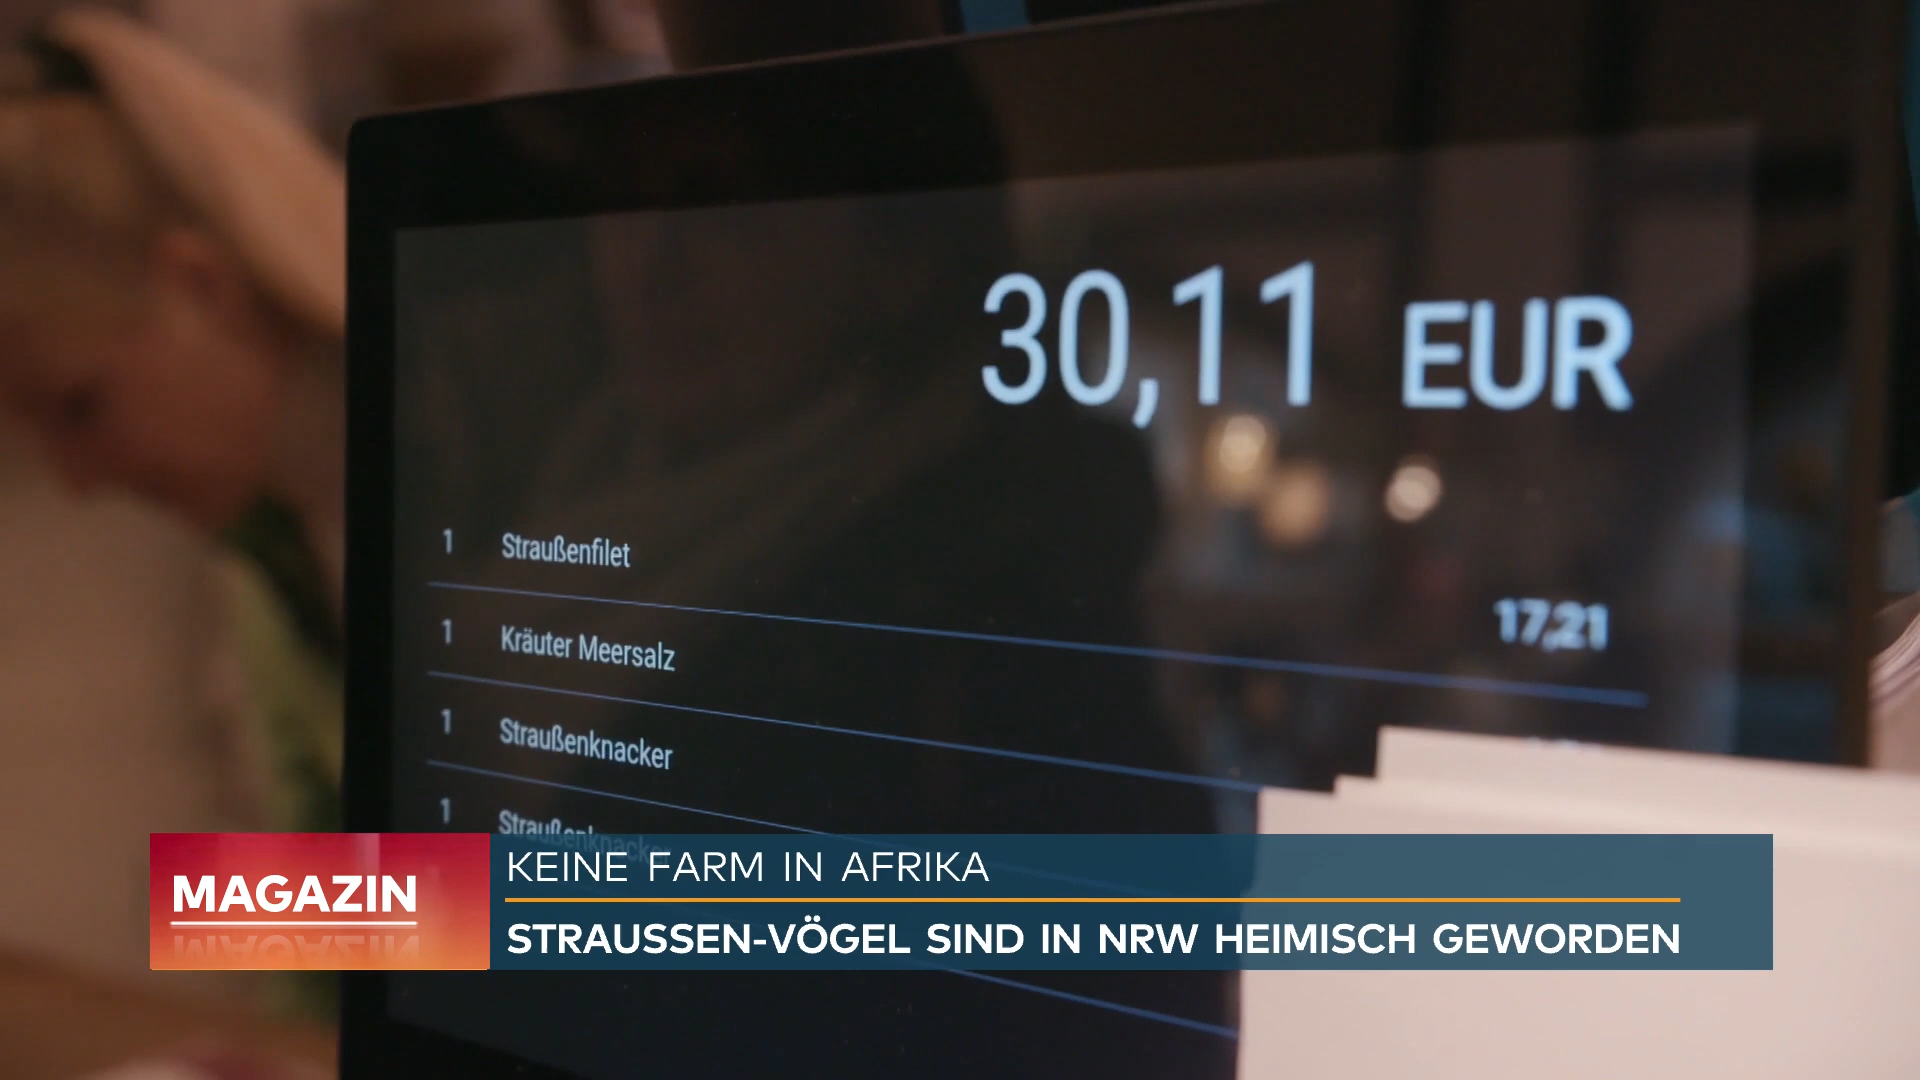 30,11 EUR
1 Straußenfilet
17,21
1 Kräuter Meersalz
1 Straußenknacker
1 Straußenknacker
MAGAZIN
KEINE FARM IN AFRIKA
STRAUSSEN-VÖGEL SIND IN NRW HEIMISCH GEWORDEN